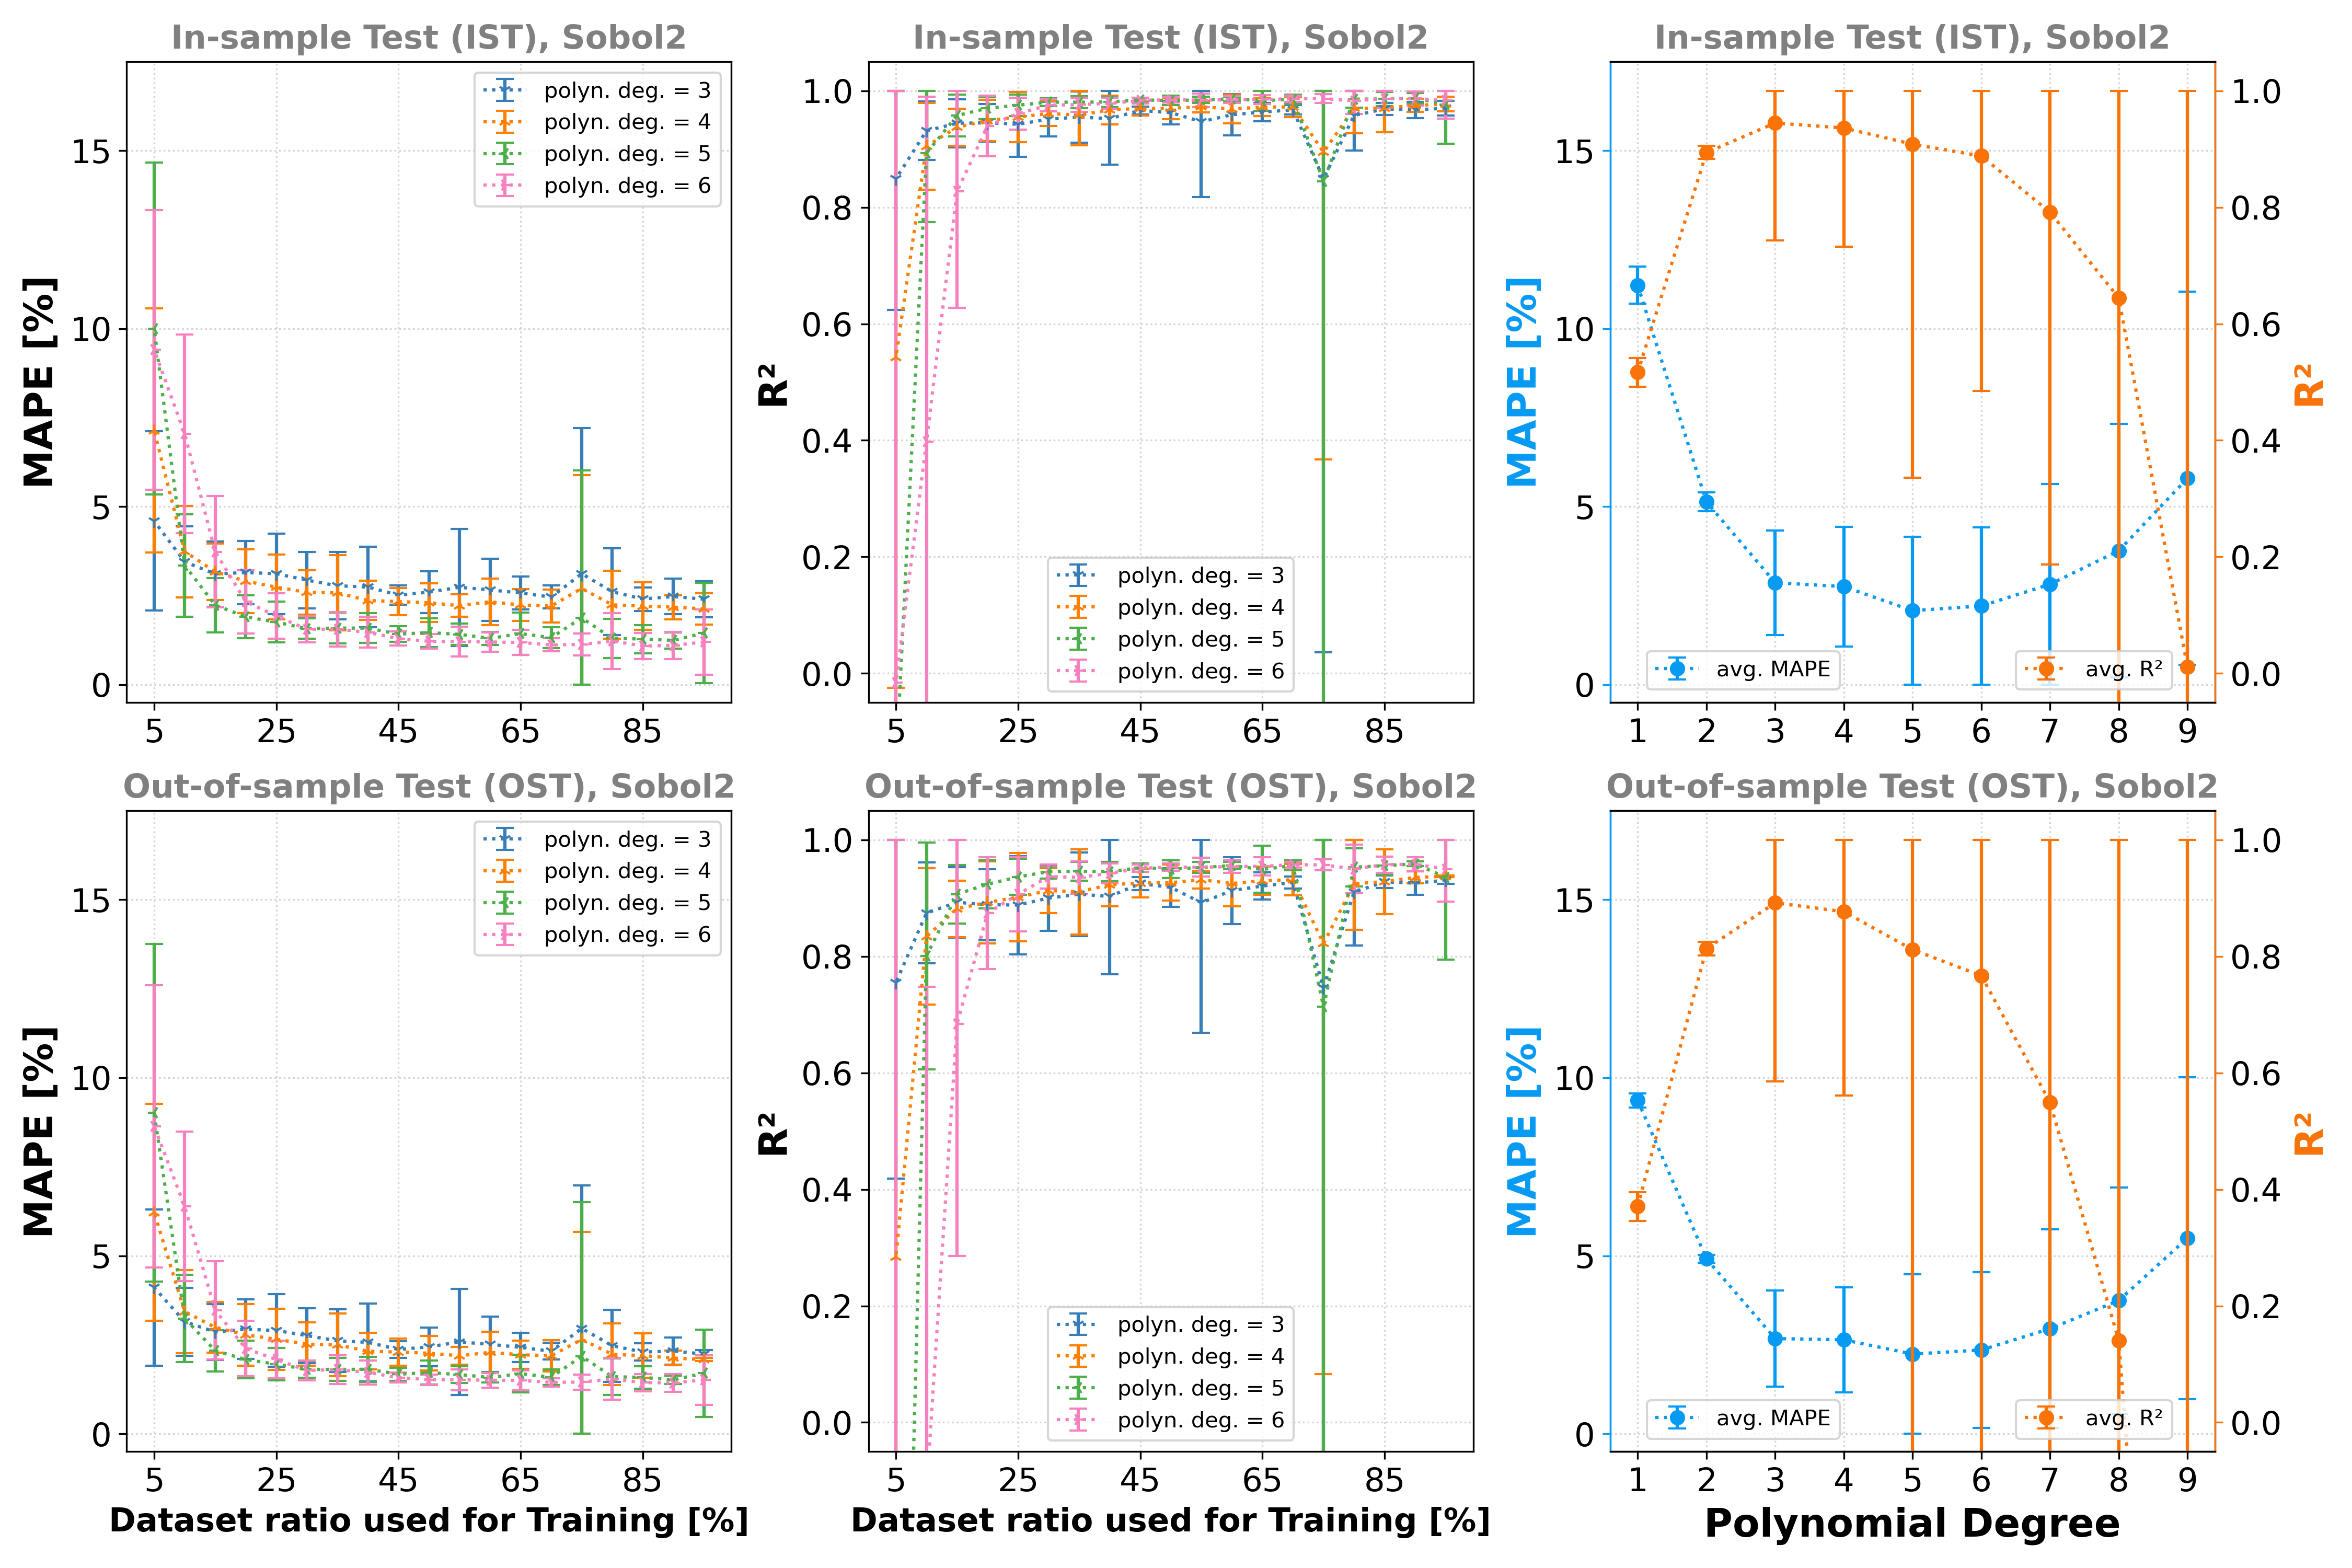 In-sample Test (IST), Sobol2
MAPE [%]
15
10
5
0
5 25 45 65 85
polyn. deg. = 3
polyn. deg. = 4
polyn. deg. = 5
polyn. deg. = 6
In-sample Test (IST), Sobol2
R²
1.0
0.8
0.6
0.4
0.2
0.0
5 25 45 65 85
polyn. deg. = 3
polyn. deg. = 4
polyn. deg. = 5
polyn. deg. = 6
In-sample Test (IST), Sobol2
MAPE [%]
15
10
5
0
1 2 3 4 5 6 7 8 9
avg. MAPE
avg. R²
1.0
0.8
0.6
0.4
0.2
0.0
R²
Out-of-sample Test (OST), Sobol2
MAPE [%]
15
10
5
0
5 25 45 65 85
Dataset ratio used for Training [%]
polyn. deg. = 3
polyn. deg. = 4
polyn. deg. = 5
polyn. deg. = 6
Out-of-sample Test (OST), Sobol2
R²
1.0
0.8
0.6
0.4
0.2
0.0
5 25 45 65 85
Dataset ratio used for Training [%]
polyn. deg. = 3
polyn. deg. = 4
polyn. deg. = 5
polyn. deg. = 6
Out-of-sample Test (OST), Sobol2
MAPE [%]
15
10
5
0
1 2 3 4 5 6 7 8 9
Polynomial Degree
avg. MAPE
avg. R²
1.0
0.8
0.6
0.4
0.2
0.0
R²